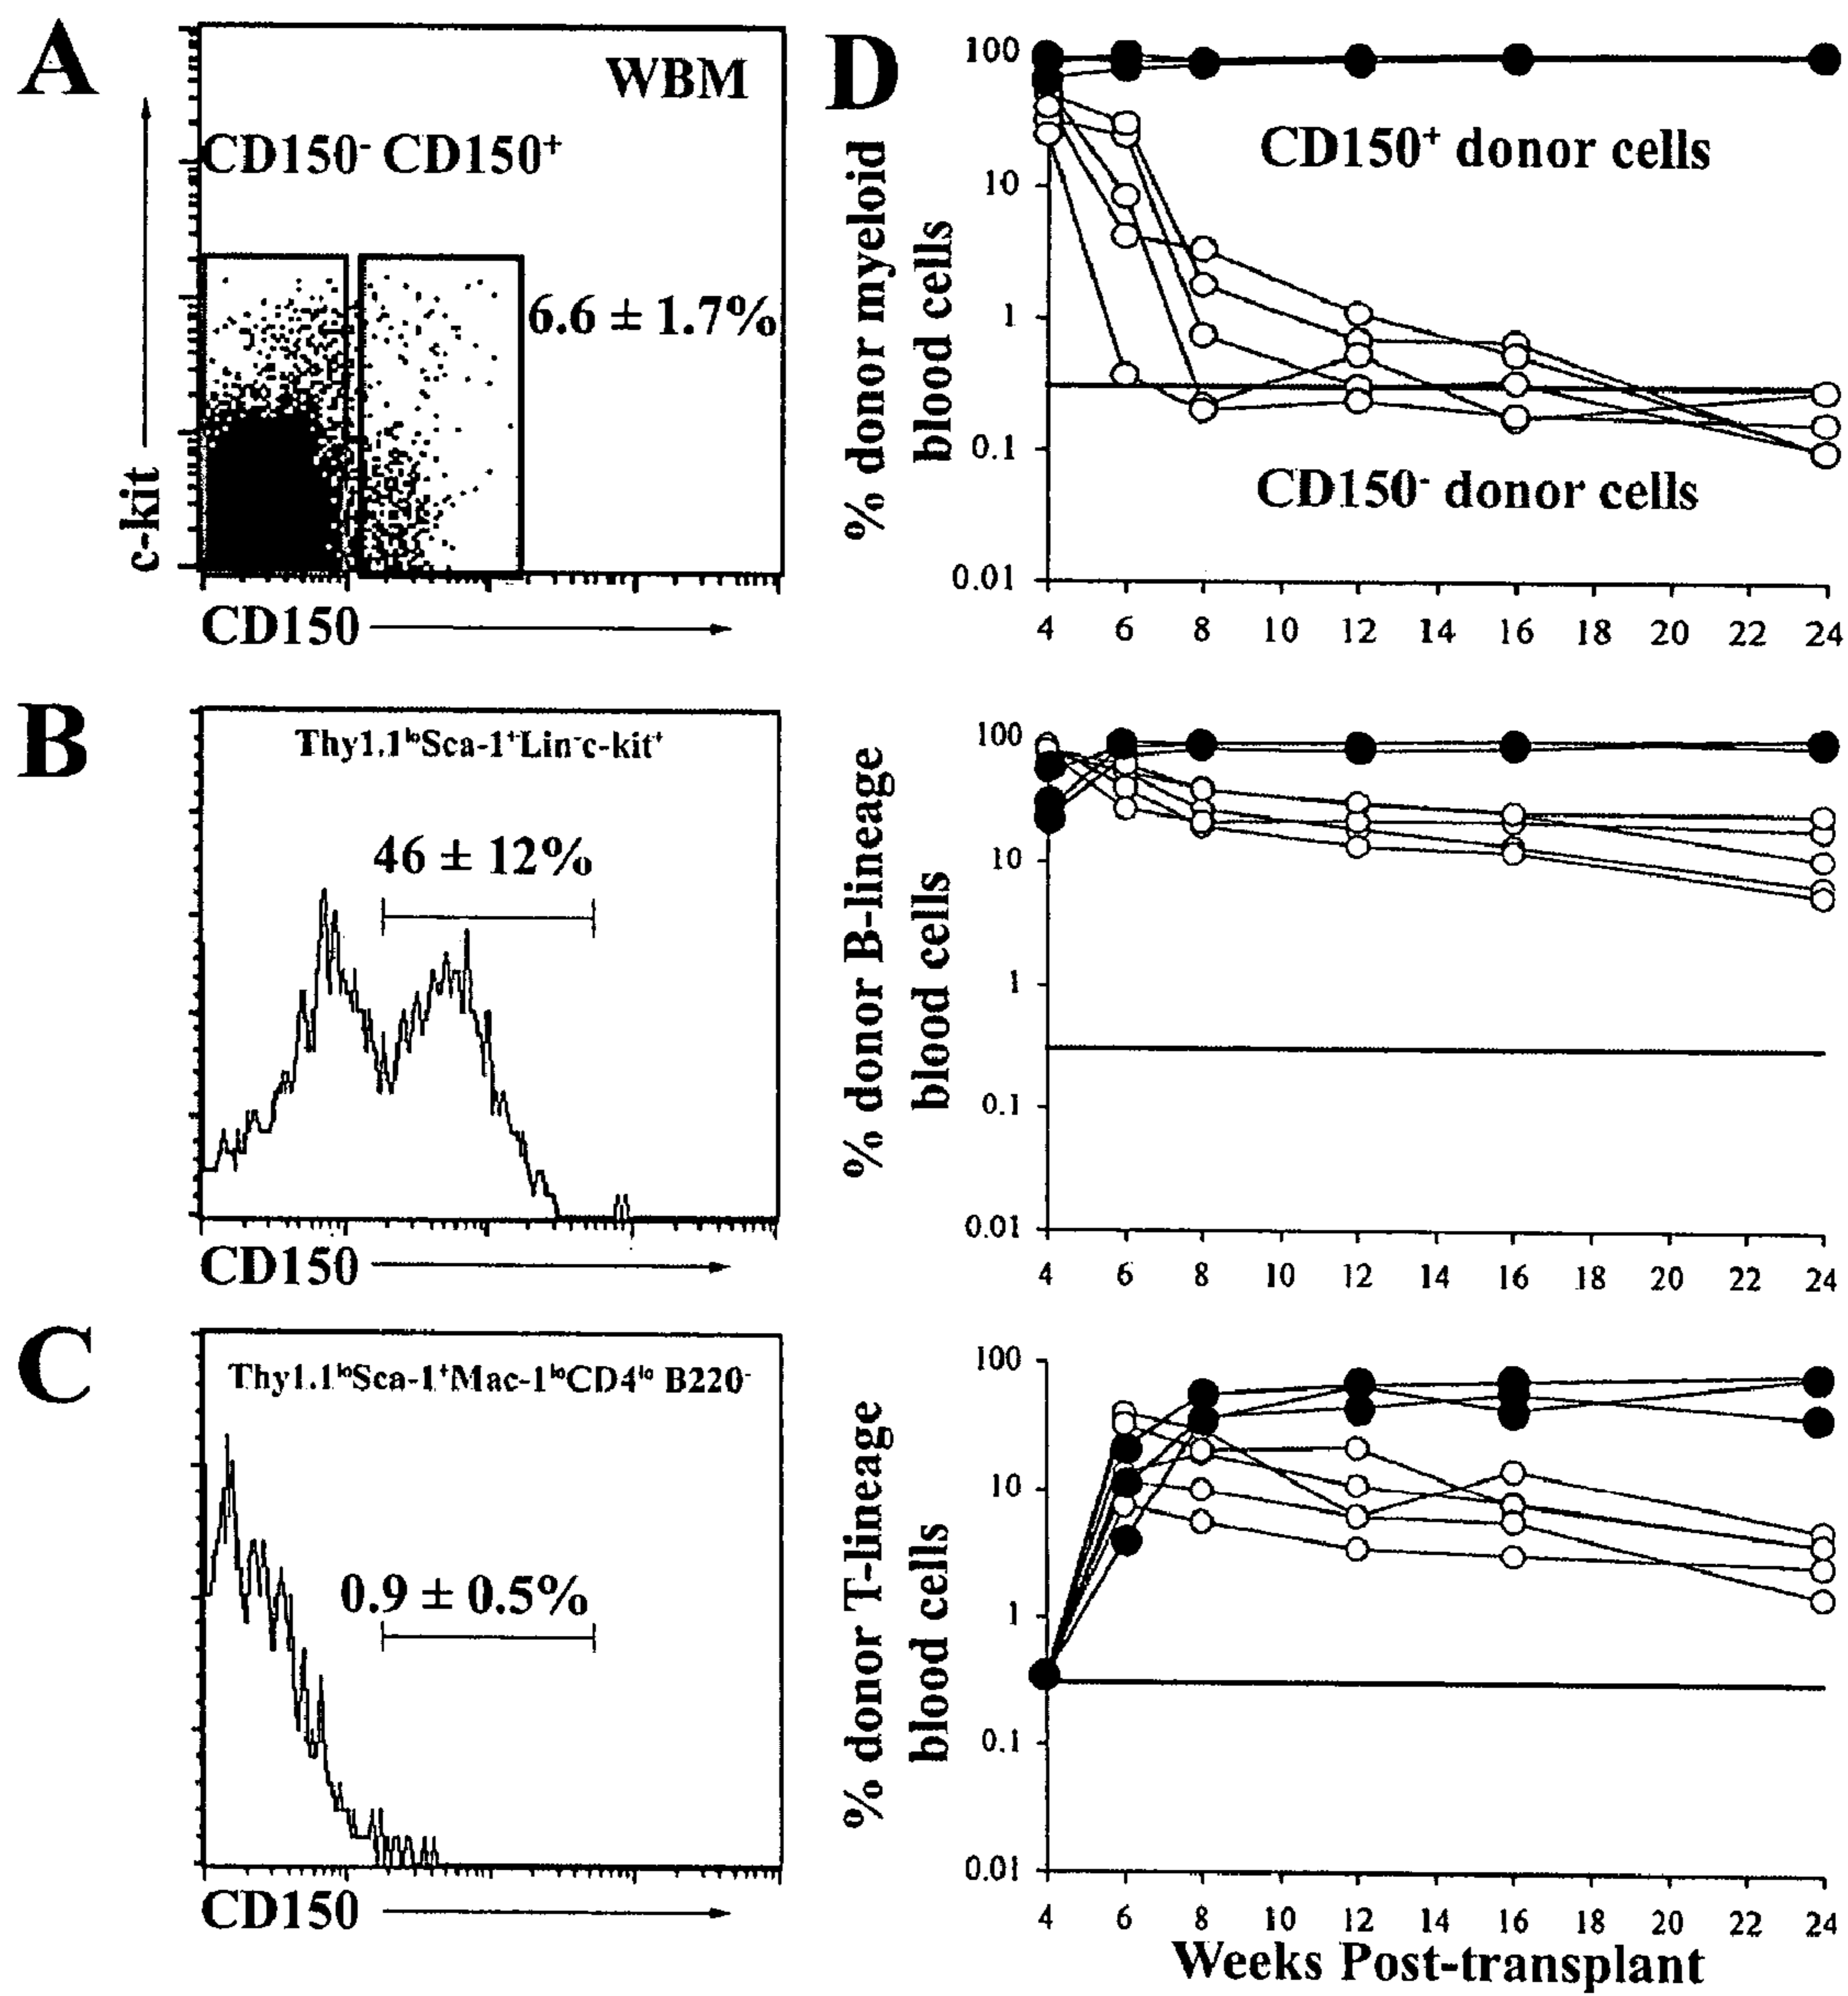 A
WBM
CD150⁻ CD150⁺
6.6 ± 1.7%
c-kit
CD150
B
Thy1.1ˡᵒSca-1⁺Lin⁻c-kit⁺
46 ± 12%
CD150
C
Thy1.1ˡᵒSca-1⁺Mac-1ˡᵒCD4ˡᵒ B220⁻
0.9 ± 0.5%
CD150
D
% donor myeloid
blood cells
100
10
1
0.1
0.01
CD150⁺ donor cells
CD150⁻ donor cells
4 6 8 10 12 14 16 18 20 22 24
% donor B-lineage
blood cells
100
10
1
0.1
0.01
4 6 8 10 12 14 16 18 20 22 24
% donor T-lineage
blood cells
100
10
1
0.1
0.01
4 6 8 10 12 14 16 18 20 22 24
Weeks Post-transplant